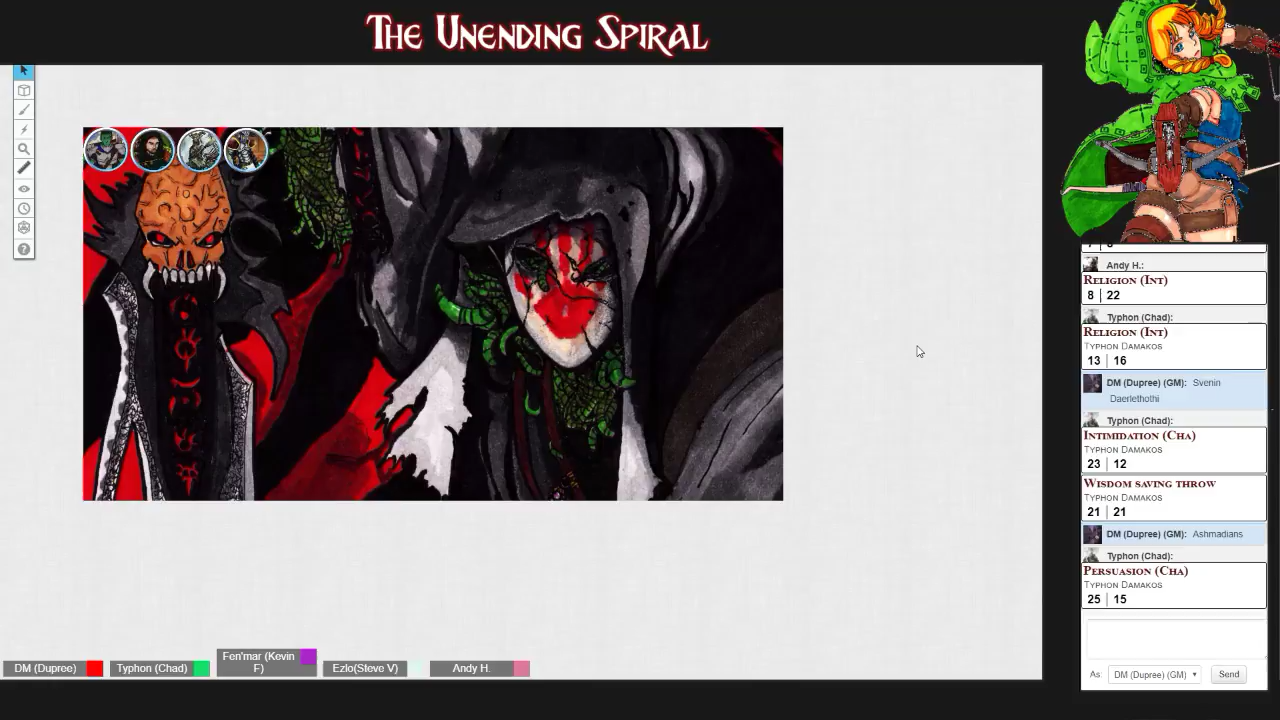 The Unending Spiral
Andy H.:
Religion (Int)
8 | 22
Typhon (Chad):
Religion (Int)
Typhon Damakos
13 | 16
DM (Dupree) (GM): Svenin
Daerlethothi
Typhon (Chad):
Intimidation (Cha)
Typhon Damakos
23 | 12
Wisdom saving throw
Typhon Damakos
21 | 21
DM (Dupree) (GM): Ashmadians
Typhon (Chad):
Persuasion (Cha)
Typhon Damakos
25 | 15
As: DM (Dupree) (GM) Send
DM (Dupree)
Typhon (Chad)
Fen'mar (Kevin
F)
Ezlo(Steve V)
Andy H.